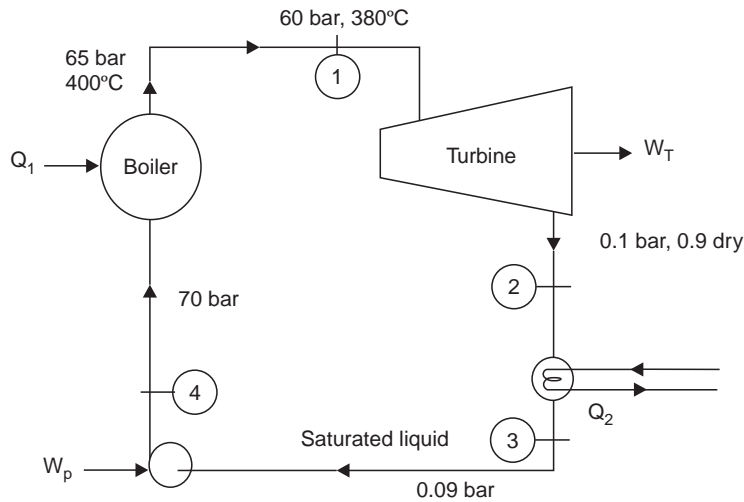 60 bar, 380ºC
65 bar
400ºC
1
Q1
Boiler
Turbine
WT
0.1 bar, 0.9 dry
2
70 bar
4
Q2
Saturated liquid
3
Wp
0.09 bar